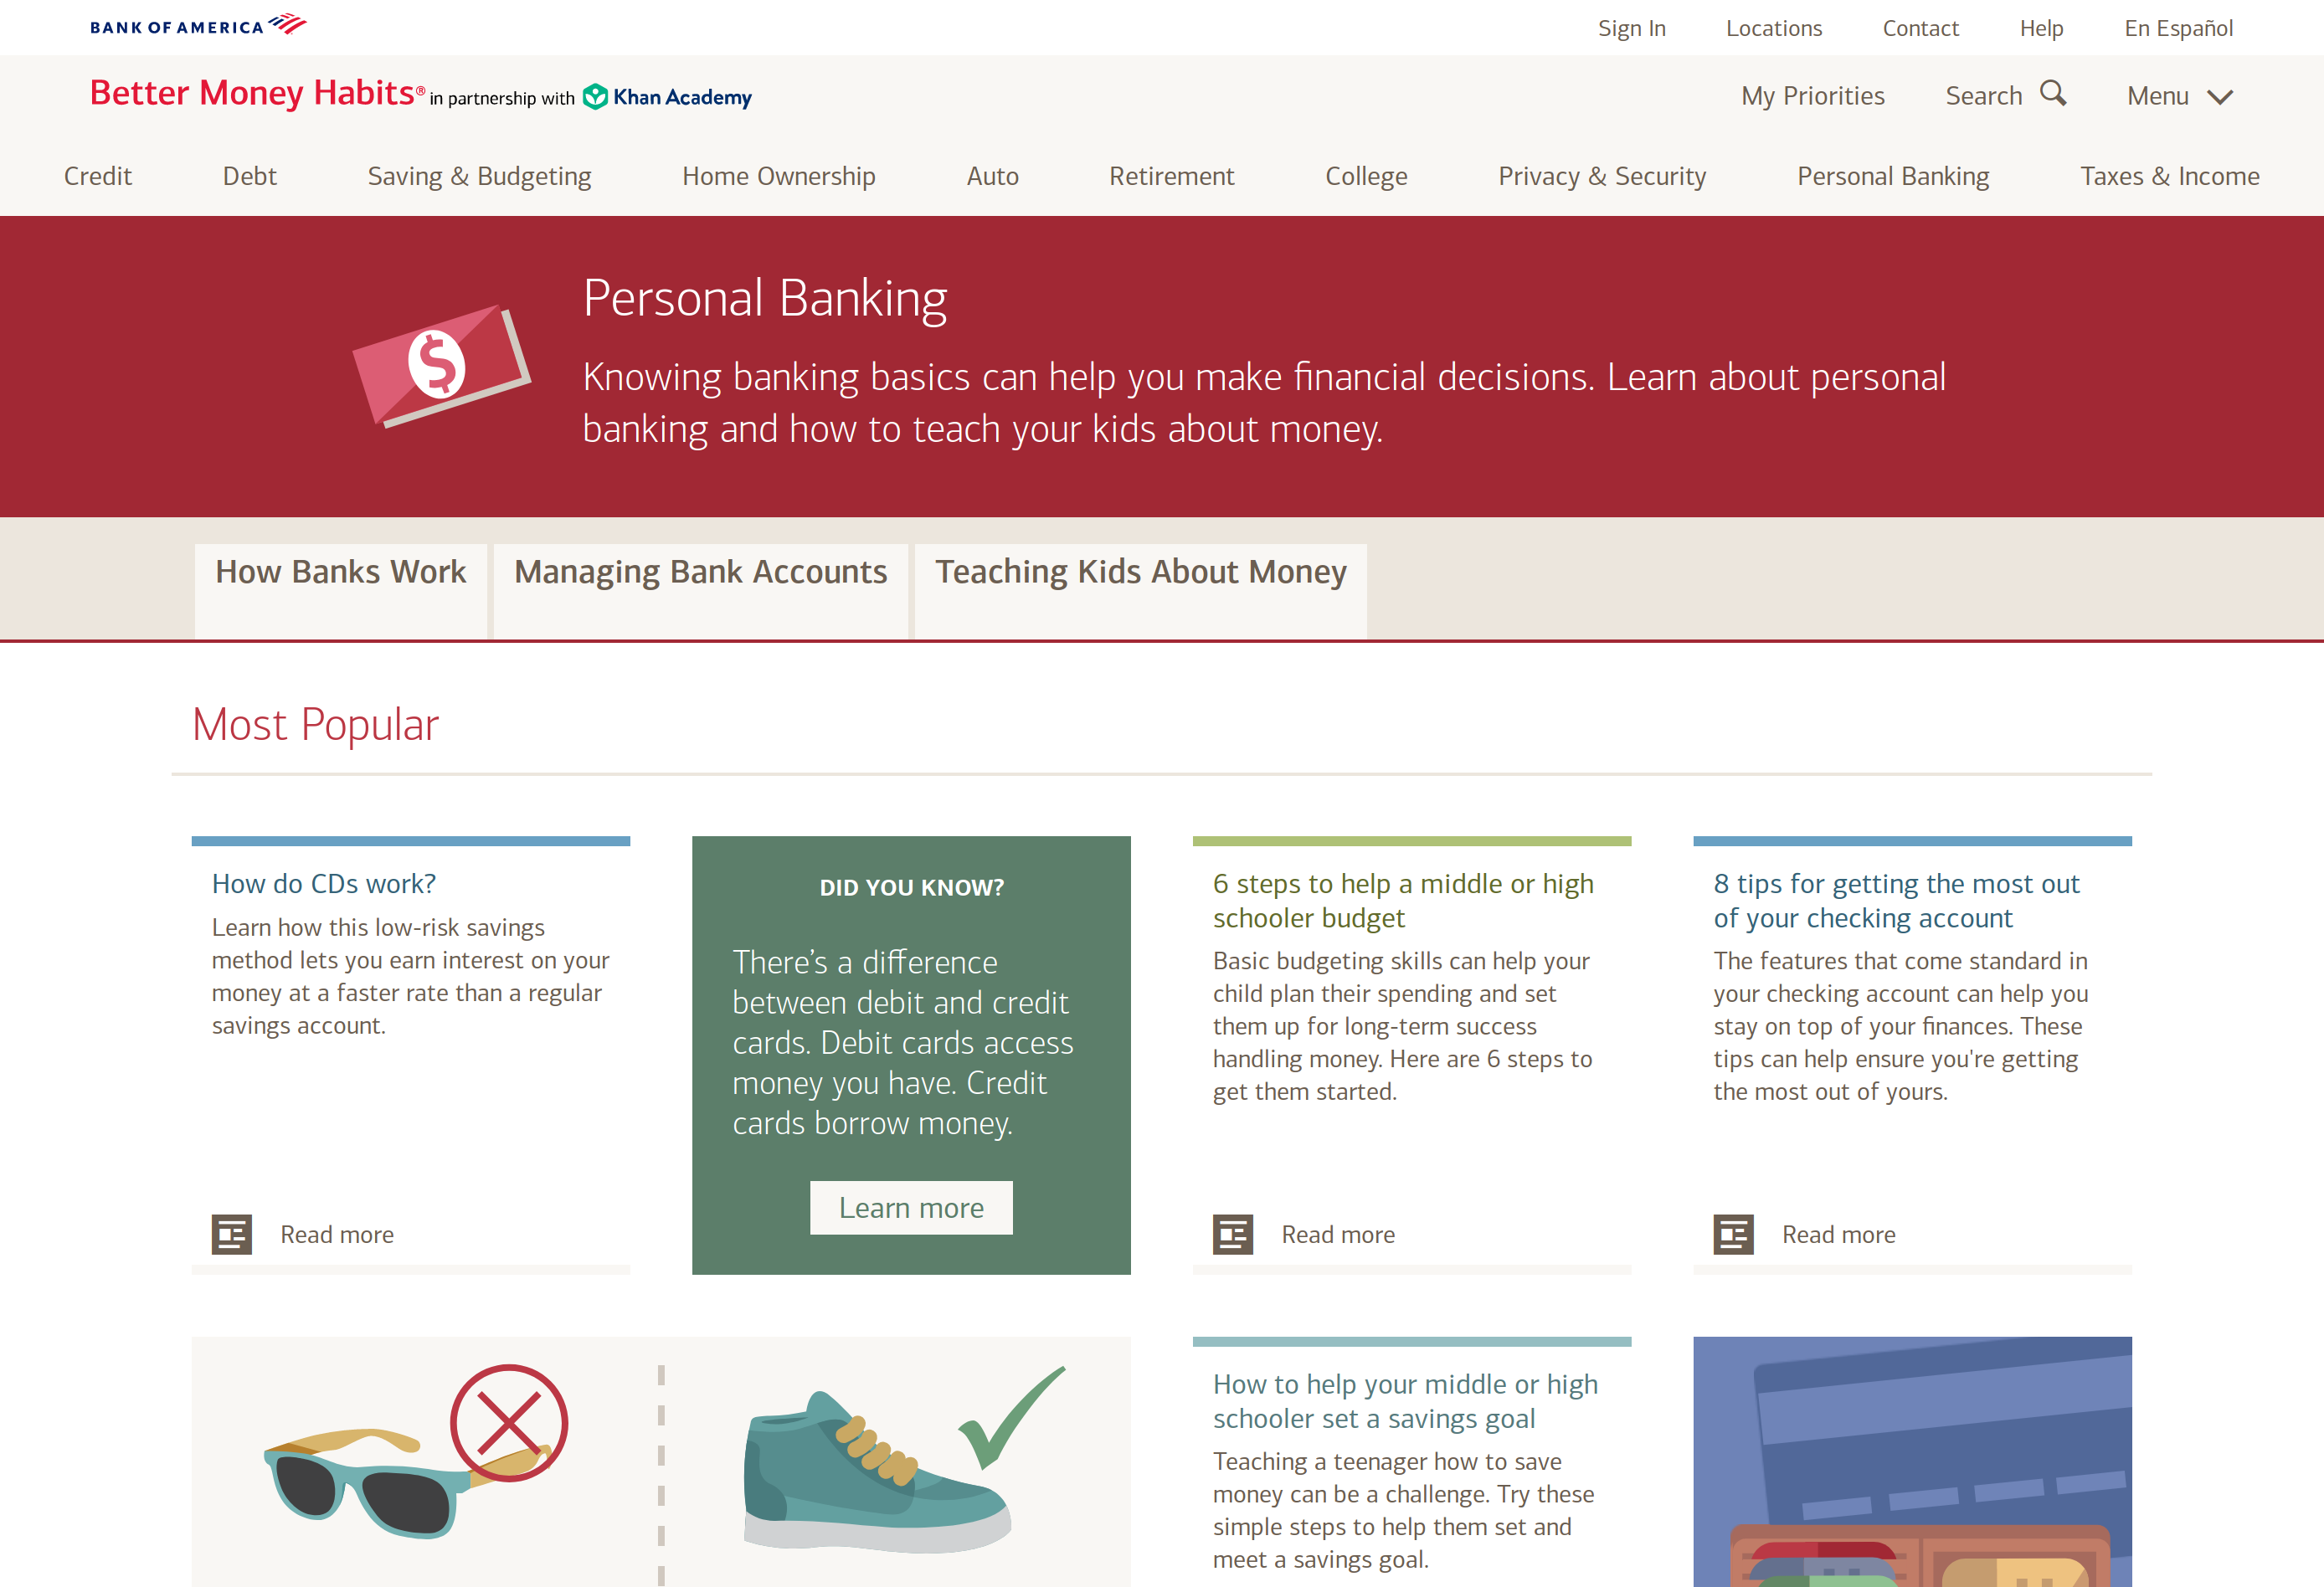 BANK OF AMERICA
Sign In
Locations
Contact
Help
En Español
Better Money Habits® in partnership with Khan Academy
My Priorities
Search
Menu
Credit
Debt
Saving & Budgeting
Home Ownership
Auto
Retirement
College
Privacy & Security
Personal Banking
Taxes & Income
Personal Banking
Knowing banking basics can help you make financial decisions. Learn about personal
banking and how to teach your kids about money.
How Banks Work
Managing Bank Accounts
Teaching Kids About Money
Most Popular
How do CDs work?
Learn how this low-risk savings
method lets you earn interest on your
money at a faster rate than a regular
savings account.
Read more
DID YOU KNOW?
There’s a difference
between debit and credit
cards. Debit cards access
money you have. Credit
cards borrow money.
Learn more
6 steps to help a middle or high
schooler budget
Basic budgeting skills can help your
child plan their spending and set
them up for long-term success
handling money. Here are 6 steps to
get them started.
Read more
8 tips for getting the most out
of your checking account
The features that come standard in
your checking account can help you
stay on top of your finances. These
tips can help ensure you're getting
the most out of yours.
Read more
How to help your middle or high
schooler set a savings goal
Teaching a teenager how to save
money can be a challenge. Try these
simple steps to help them set and
meet a savings goal.